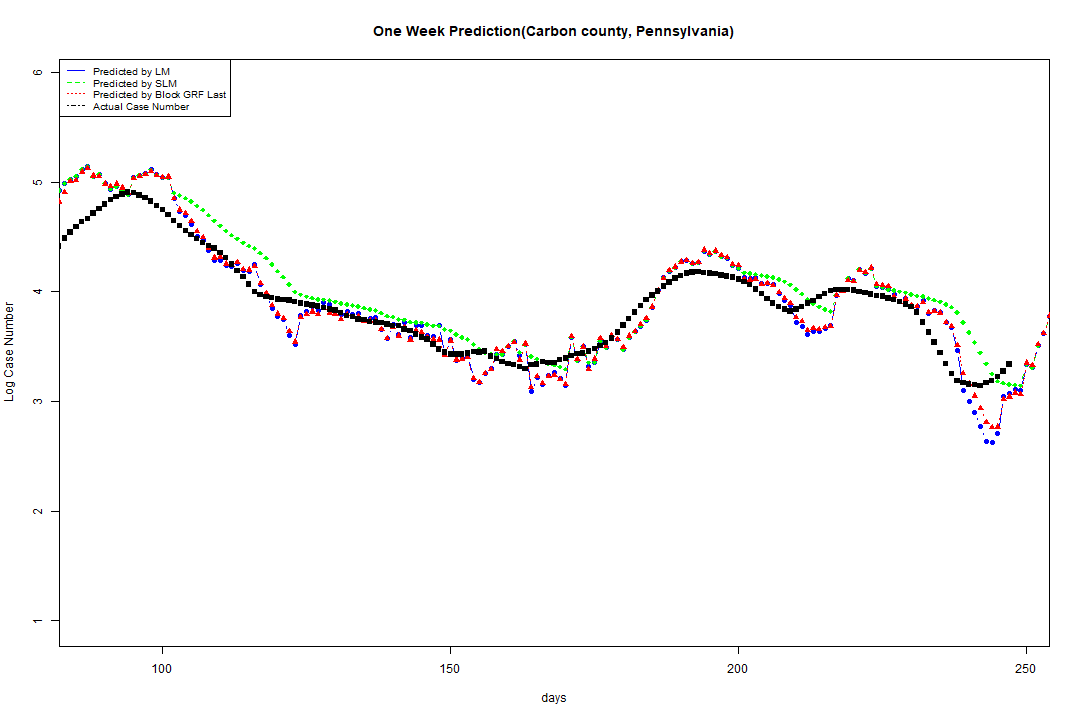 One Week Prediction(Carbon county, Pennsylvania)
Predicted by LM
Predicted by SLM
Predicted by Block GRF Last
Actual Case Number
6
5
4
3
2
1
Log Case Number
100
150
200
250
days